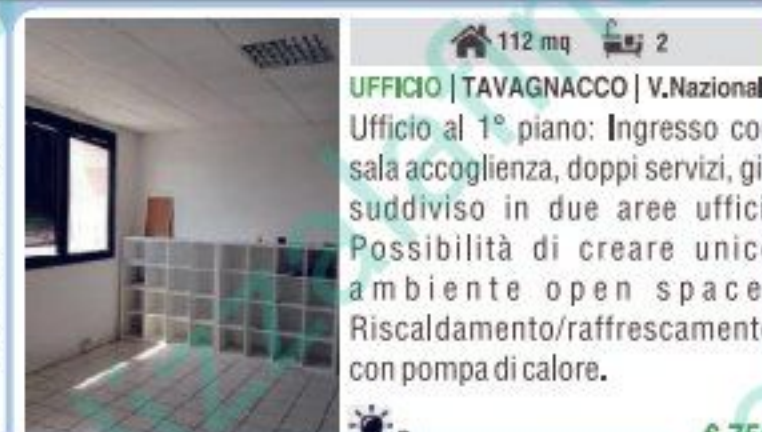 112 mq 2
UFFICIO | TAVAGNACCO | V.Nazional
Ufficio al 1° piano: Ingresso co
sala accoglienza, doppi servizi, gi
suddiviso in due aree uffici
Possibilità di creare unico
ambiente open space
Riscaldamento/raffrescament
con pompa di calore.